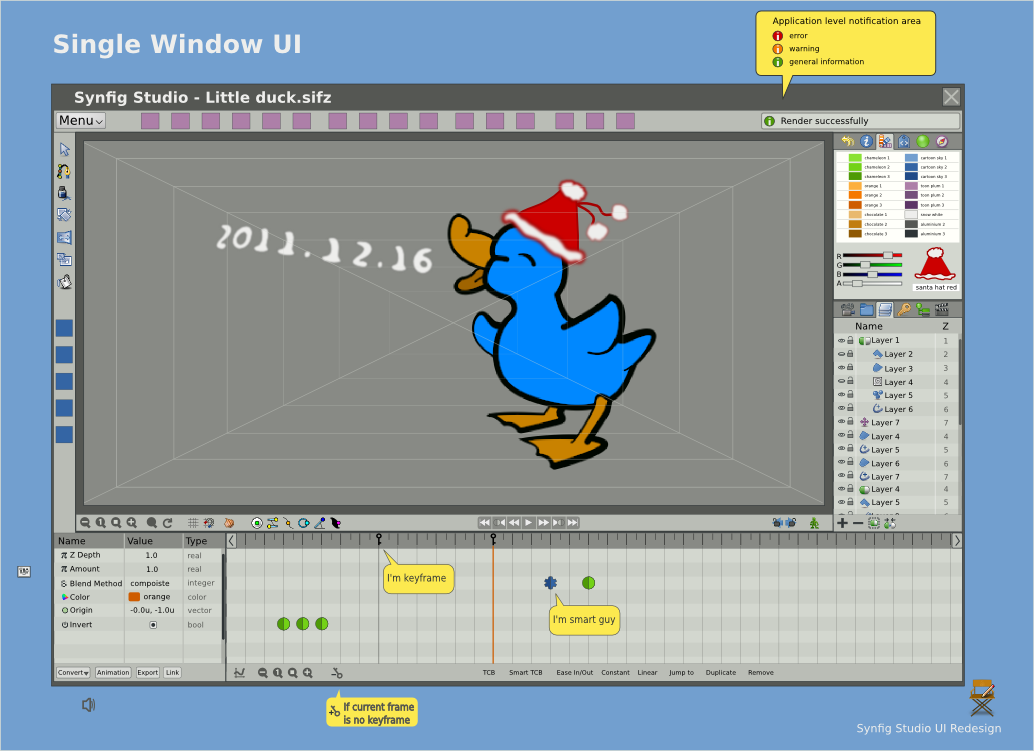 Application level notification area
error
warning
general information
Single Window UI
Synfig Studio - Little duck.sifz
Menu
Render successfully
chameleon 1 cartoon sky 1
chameleon 2 cartoon sky 2
chameleon 3 cartoon sky 3
orange 1 toon plum 1
orange 2 toon plum 2
orange 3 toon plum 3
chocolate 1 snow white
chocolate 2 aluminium 2
chocolate 3 aluminium 3
2011.12.16
R
G
B
A
santa hat red
Name Z
Layer 1 1
Layer 2 2
Layer 3 3
Layer 4 4
Layer 5 5
Layer 6 6
Layer 7 7
Layer 4 4
Layer 5 5
Layer 6 6
Layer 7 7
Layer 4 4
Layer 5 5
Name Value Type
π Z Depth 1.0 real
π Amount 1.0 real
Blend Method compoiste integer
Color orange color
Origin -0.0u, -1.0u vector
Invert bool
I'm keyframe
I'm smart guy
Convert Animation Export Link
TCB Smart TCB Ease In/Out Constant Linear Jump to Duplicate Remove
If current frame
is no keyframe
Synfig Studio UI Redesign